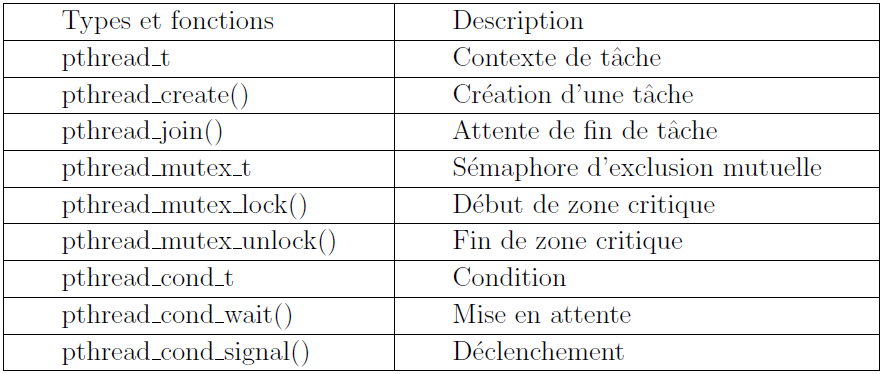 Types et fonctions Description
pthread_t Contexte de tâche
pthread_create() Création d'une tâche
pthread_join() Attente de fin de tâche
pthread_mutex_t Sémaphore d'exclusion mutuelle
pthread_mutex_lock() Début de zone critique
pthread_mutex_unlock() Fin de zone critique
pthread_cond_t Condition
pthread_cond_wait() Mise en attente
pthread_cond_signal() Déclenchement